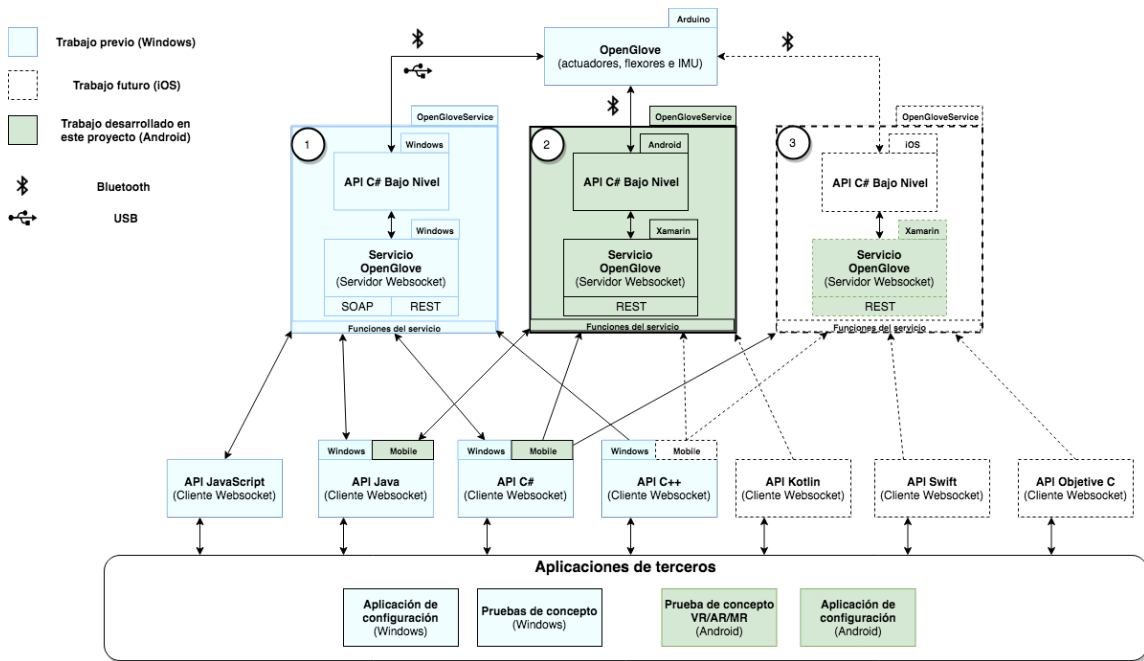 Arduino
OpenGlove
(actuadores, flexores e IMU)
Trabajo previo (Windows)
Trabajo futuro (iOS)
Trabajo desarrollado en
este proyecto (Android)
Bluetooth
USB
OpenGloveService
1
Windows
API C# Bajo Nivel
Windows
Servicio
OpenGlove
(Servidor Websocket)
SOAP
REST
Funciones del servicio
OpenGloveService
2
Android
API C# Bajo Nivel
Xamarin
Servicio
OpenGlove
(Servidor Websocket)
REST
Funciones del servicio
OpenGloveService
3
iOS
API C# Bajo Nivel
Xamarin
Servicio
OpenGlove
(Servidor Websocket)
REST
Funciones del servicio
API JavaScript
(Cliente Websocket)
Windows
Mobile
API Java
(Cliente Websocket)
Windows
Mobile
API C#
(Cliente Websocket)
Windows
Mobile
API C++
(Cliente Websocket)
API Kotlin
(Cliente Websocket)
API Swift
(Cliente Websocket)
API Objetive C
(Cliente Websocket)
Aplicaciones de terceros
Aplicación de
configuración
(Windows)
Pruebas de concepto
(Windows)
Prueba de concepto
VR/AR/MR
(Android)
Aplicación de
configuración
(Android)